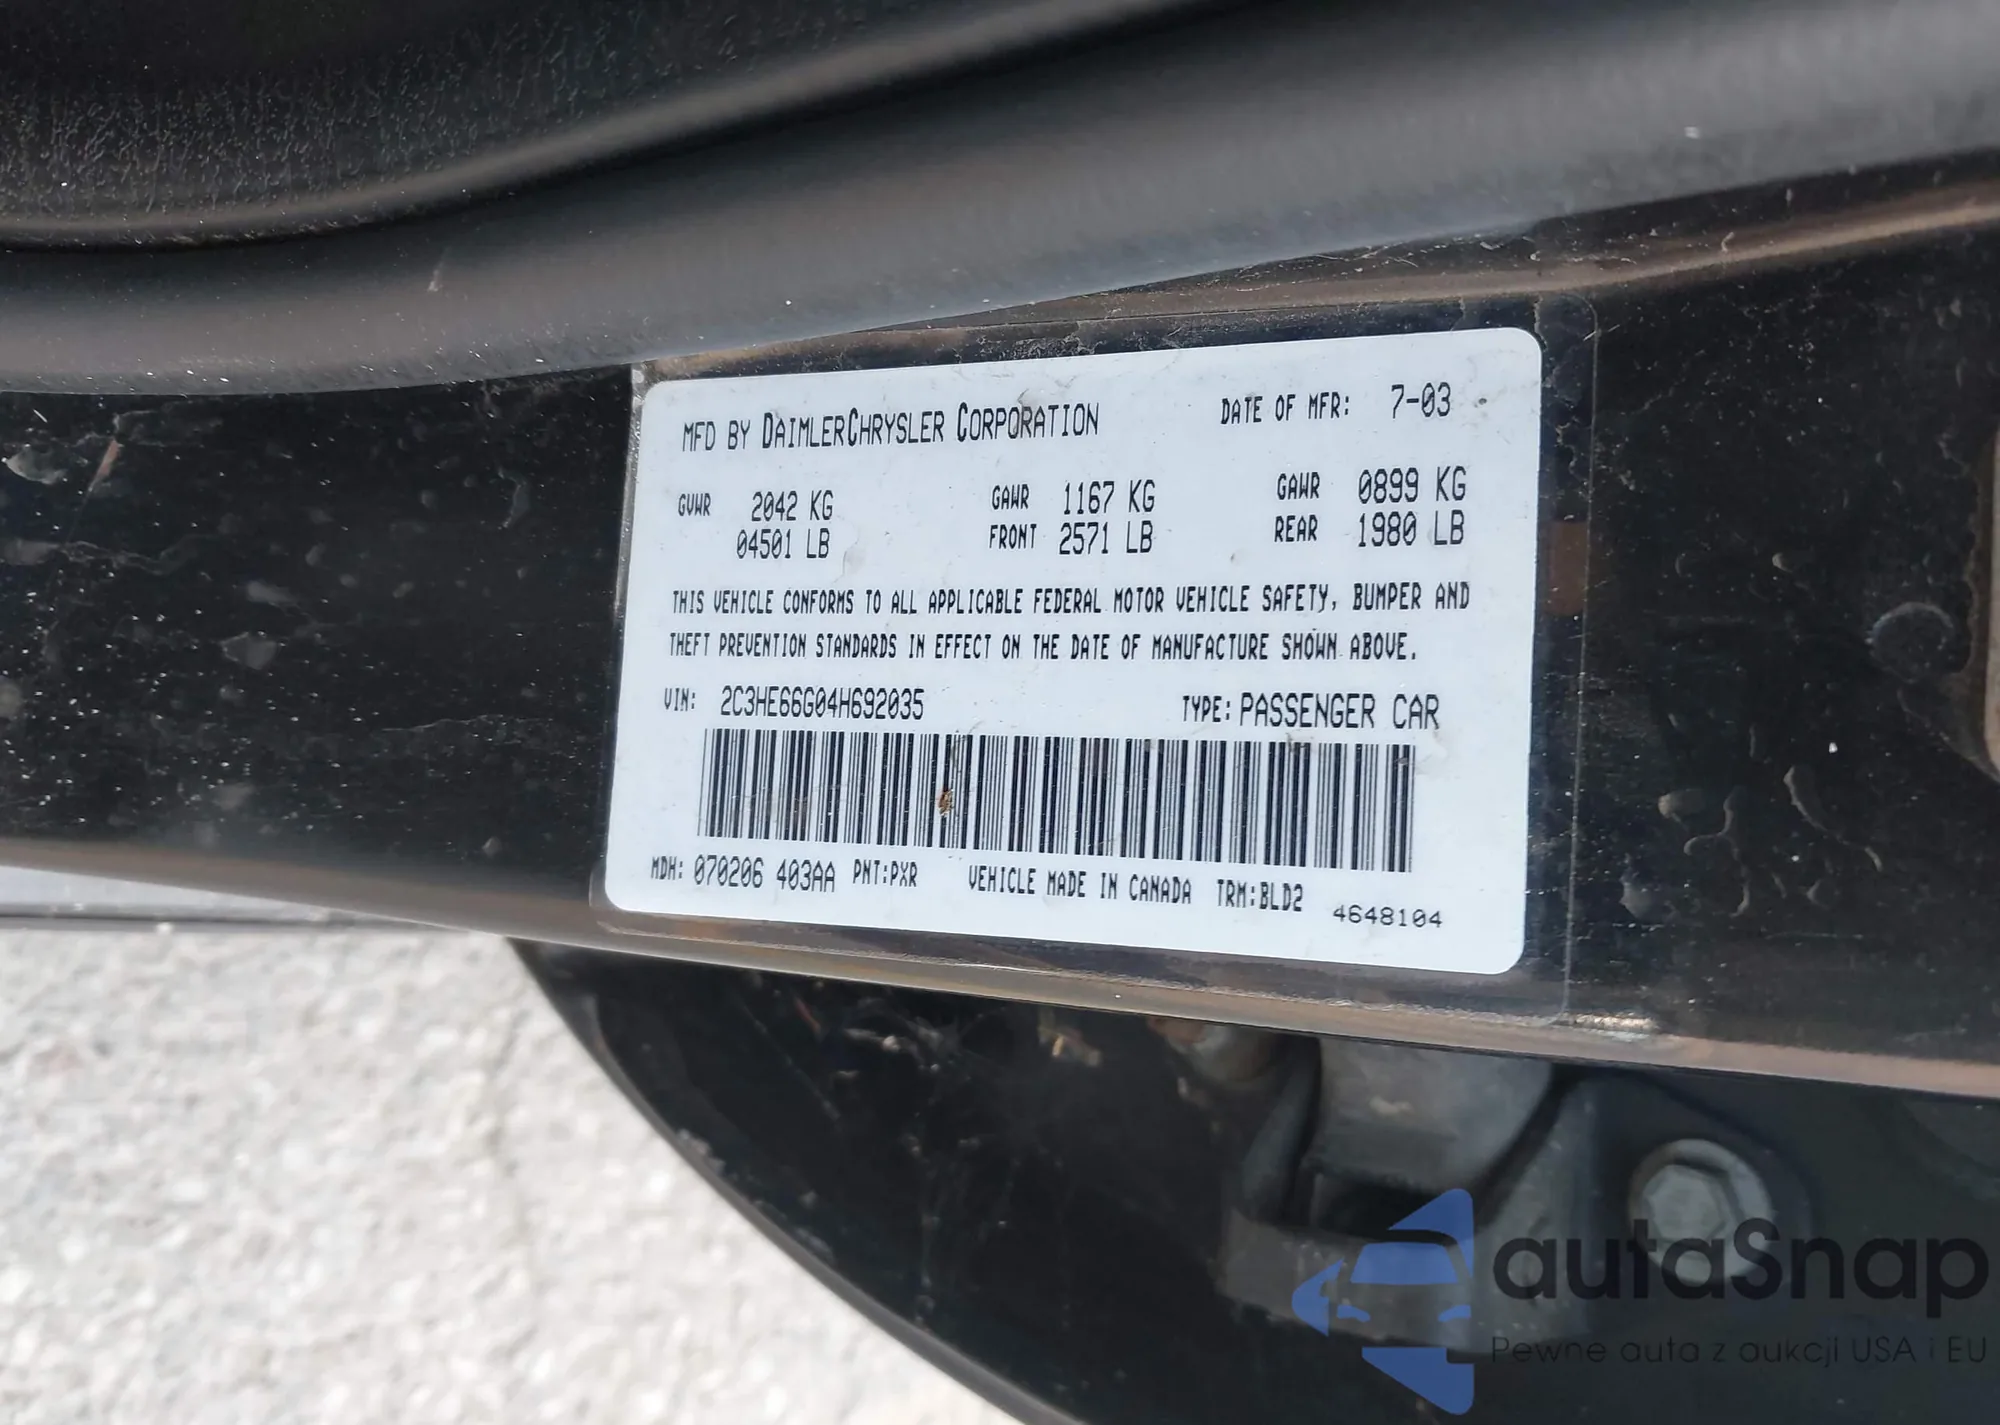 MFD BY DAIMLERCHRYSLER CORPORATION DATE OF MFR: 7-03
GVWR 2042 KG GAWR 1167 KG GAWR 0899 KG
04501 LB FRONT 2571 LB REAR 1980 LB
THIS VEHICLE CONFORMS TO ALL APPLICABLE FEDERAL MOTOR VEHICLE SAFETY, BUMPER AND
THEFT PREVENTION STANDARDS IN EFFECT ON THE DATE OF MANUFACTURE SHOWN ABOVE.
VIN: 2C3HE66G04H692035 TYPE: PASSENGER CAR
MDH: 070206 403AA PNT:PXR VEHICLE MADE IN CANADA TRM:BLD2 4648104
autaSnap
Pewne auta z aukcji USA i EU